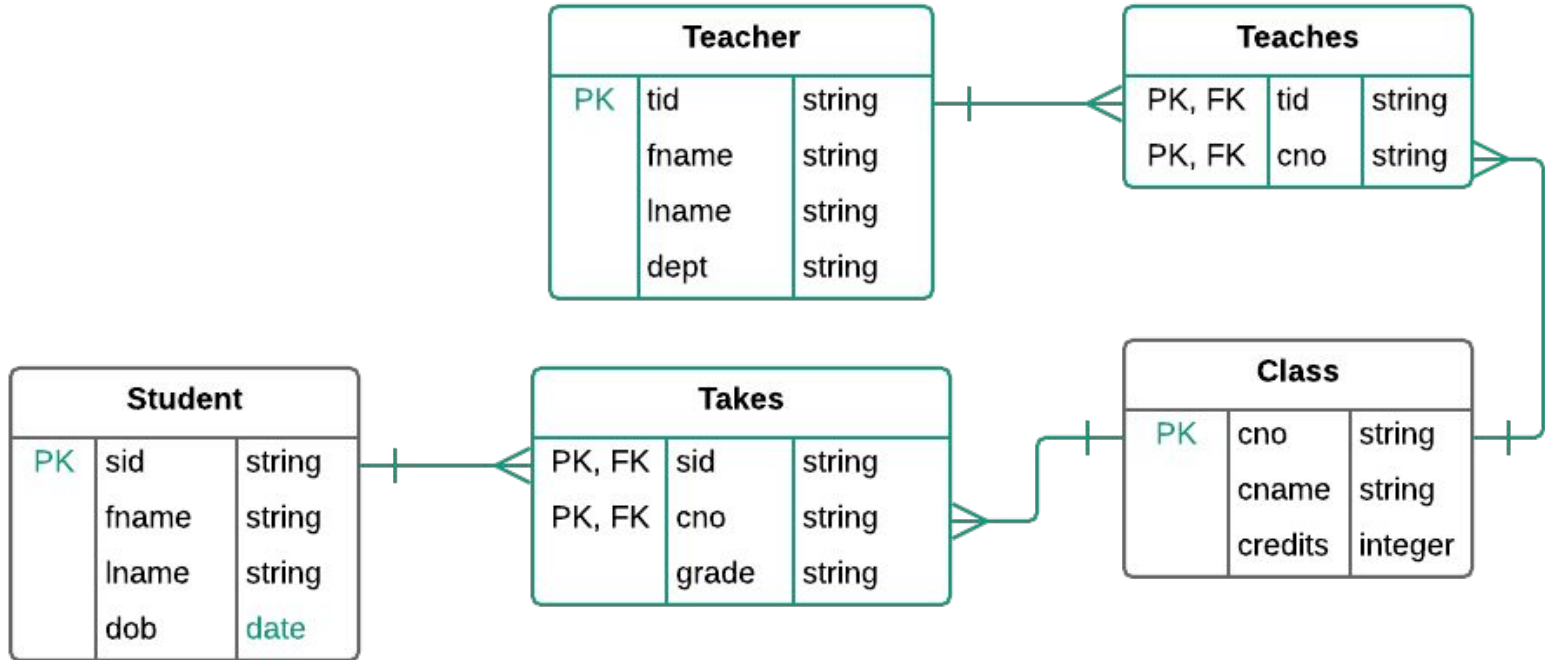 Teacher
PK tid string
fname string
lname string
dept string
Teaches
PK, FK tid string
PK, FK cno string
Student
PK sid string
fname string
lname string
dob date
Takes
PK, FK sid string
PK, FK cno string
grade string
Class
PK cno string
cname string
credits integer